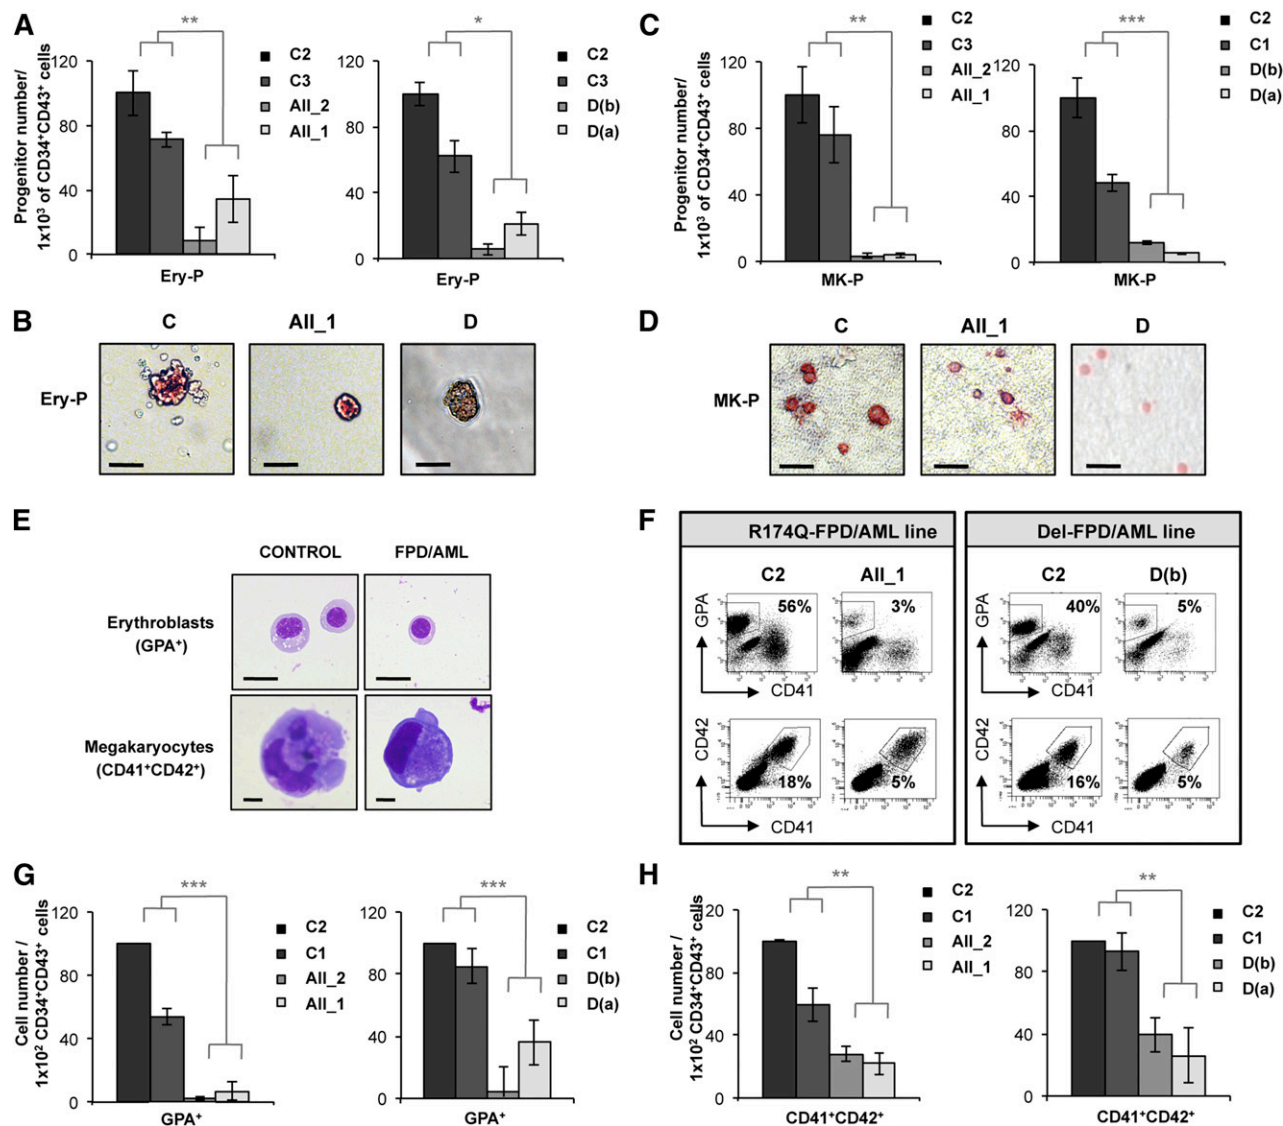 A
Progenitor number/
1x10³ of CD34⁺CD43⁺ cells
120
80
40
0
**
C2
C3
AII_2
AII_1
Ery-P
120
80
40
0
*
C2
C3
D(b)
D(a)
Ery-P
C
Progenitor number/
1x10³ of CD34⁺CD43⁺ cells
120
80
40
0
**
C2
C3
AII_2
AII_1
MK-P
120
80
40
0
***
C2
C1
D(b)
D(a)
MK-P
B
C
AII_1
D
Ery-P
D
C
AII_1
D
MK-P
E
CONTROL
FPD/AML
Erythroblasts
(GPA⁺)
Megakaryocytes
(CD41⁺CD42⁺)
F
R174Q-FPD/AML line
C2
AII_1
GPA
56%
3%
CD41
CD42
18%
5%
CD41
Del-FPD/AML line
C2
D(b)
GPA
40%
5%
CD41
CD42
16%
5%
CD41
G
Cell number /
1x10² CD34⁺CD43⁺ cells
120
80
40
0
***
C2
C1
AII_2
AII_1
GPA⁺
120
80
40
0
***
C2
C1
D(b)
D(a)
GPA⁺
H
Cell number /
1x10² CD34⁺CD43⁺ cells
120
80
40
0
**
C2
C1
AII_2
AII_1
CD41⁺CD42⁺
120
80
40
0
**
C2
C1
D(b)
D(a)
CD41⁺CD42⁺